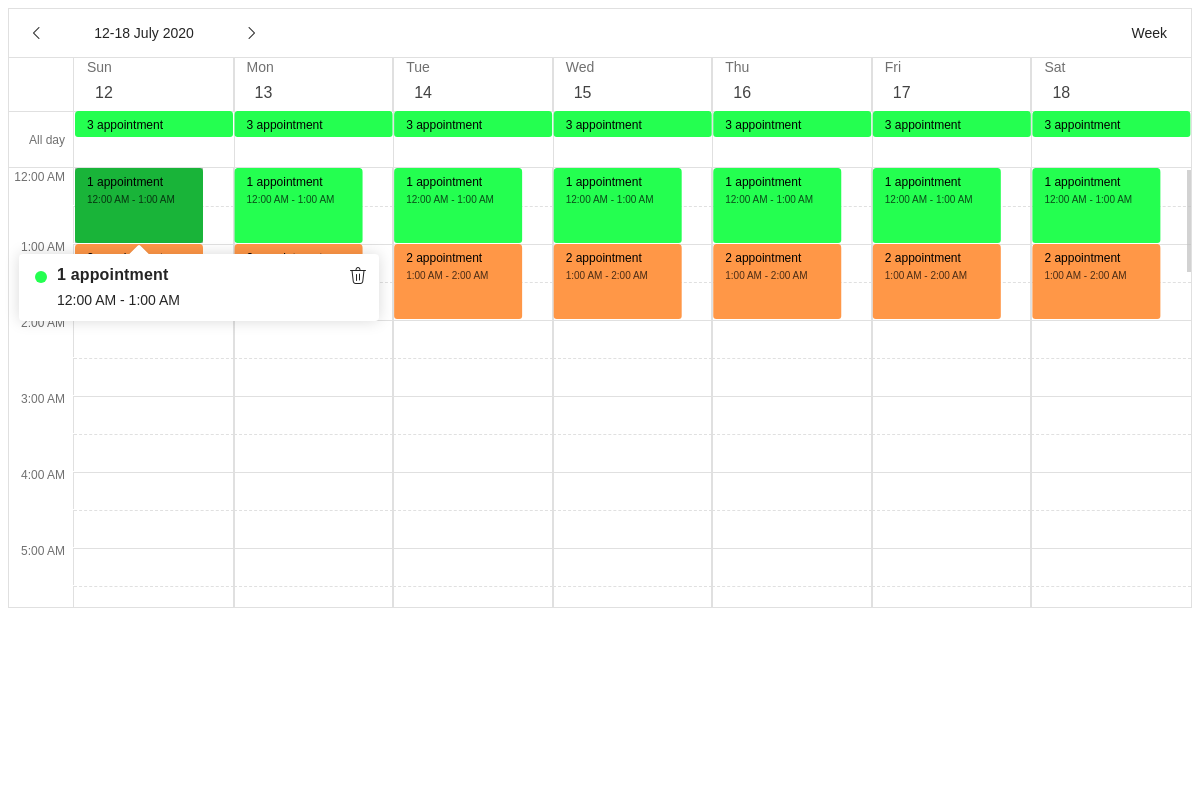 12-18 July 2020
Week
Sun
Mon
Tue
Wed
Thu
Fri
Sat
12
13
14
15
16
17
18
All day
3 appointment
3 appointment
3 appointment
3 appointment
3 appointment
3 appointment
3 appointment
12:00 AM
1 appointment
12:00 AM - 1:00 AM
1 appointment
12:00 AM - 1:00 AM
1 appointment
12:00 AM - 1:00 AM
1 appointment
12:00 AM - 1:00 AM
1 appointment
12:00 AM - 1:00 AM
1 appointment
12:00 AM - 1:00 AM
1 appointment
12:00 AM - 1:00 AM
1:00 AM
1 appointment
12:00 AM - 1:00 AM
2 appointment
1:00 AM - 2:00 AM
2 appointment
1:00 AM - 2:00 AM
2 appointment
1:00 AM - 2:00 AM
2 appointment
1:00 AM - 2:00 AM
2 appointment
1:00 AM - 2:00 AM
2:00 AM
3:00 AM
4:00 AM
5:00 AM